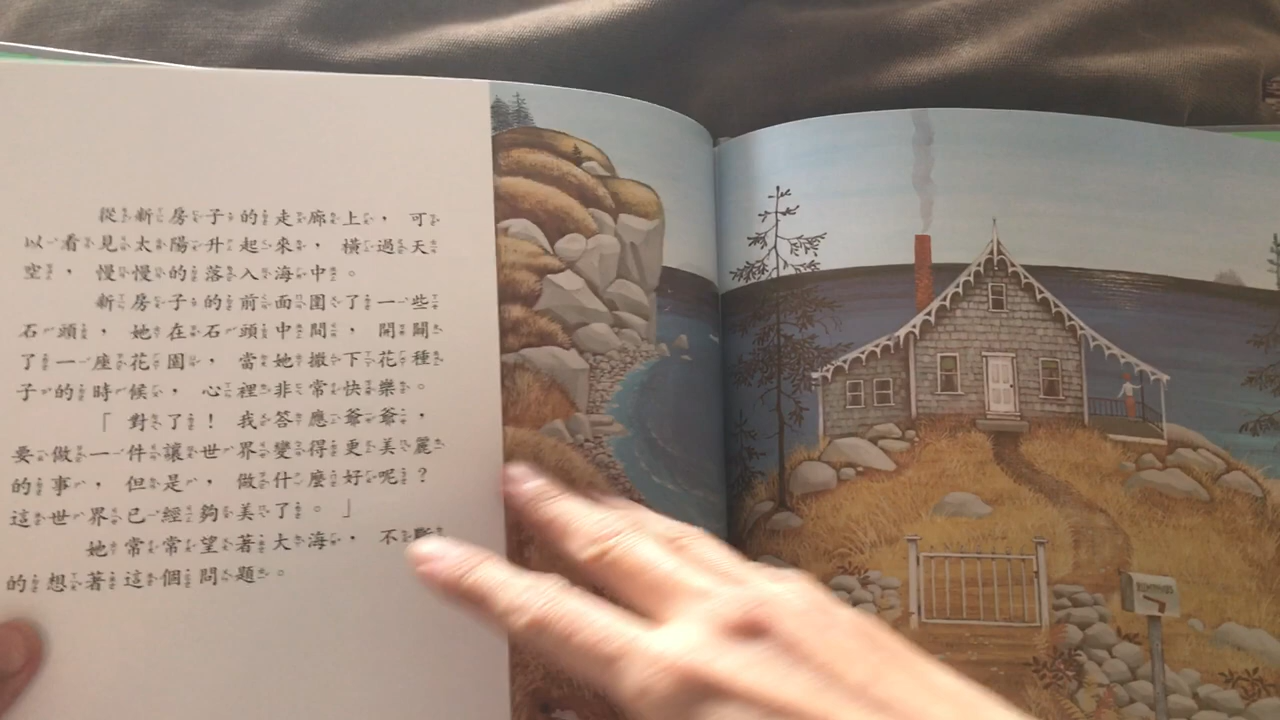 從新房子的走廊上，可
以看見太陽升起來，橫過天
空，慢慢的落入海中。
新房子的前面圍了一些
石頭，她在石頭中間，開闢
了一座花園，當她撒下花種
子的時候，心裡非常快樂。
「對了！我答應爺爺，
要做一件讓世界變得更美麗
的事，但是，做什麼好呢？
這世界已經夠美了。」
她常常望著大海，不斷
的想著這個問題。